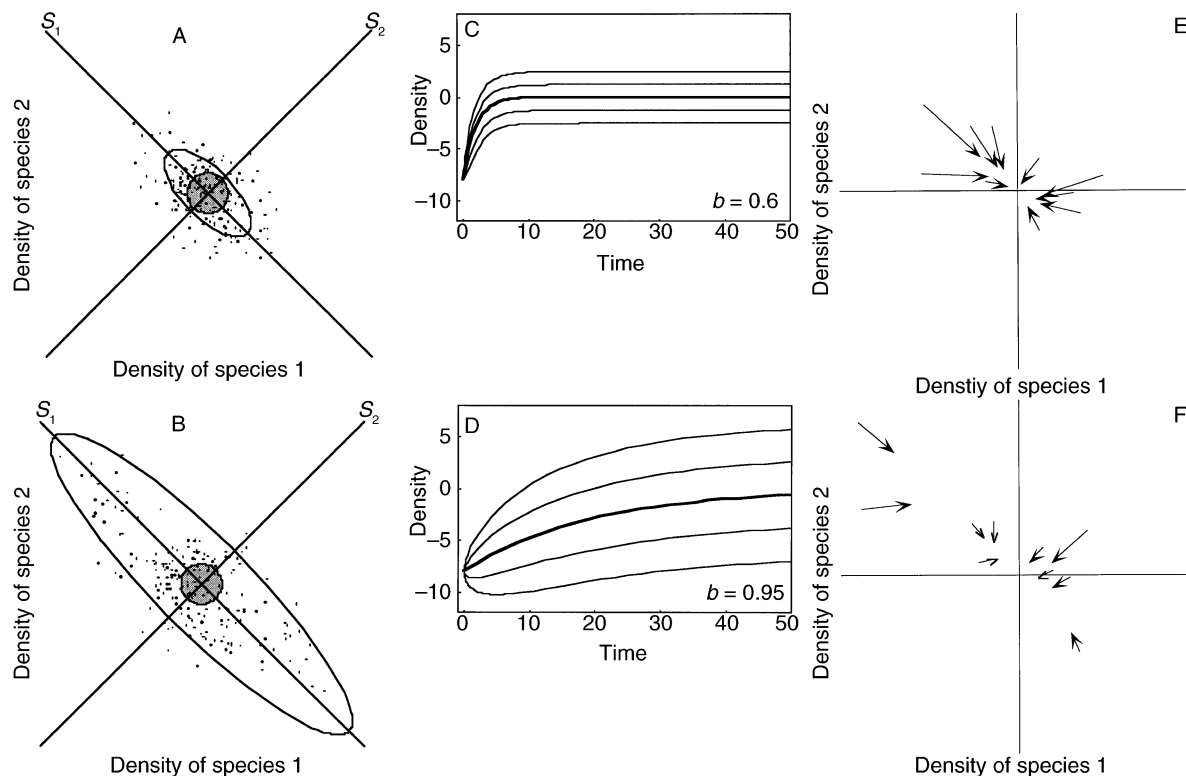 S1
A
S2
Density of species 2
Density of species 1
C
Density
5
0
−5
−10
b = 0.6
0
10
20
30
40
50
Time
E
Density of species 2
Denstiy of species 1
S1
B
S2
Density of species 2
Density of species 1
D
Density
5
0
−5
−10
b = 0.95
0
10
20
30
40
50
Time
F
Density of species 2
Density of species 1